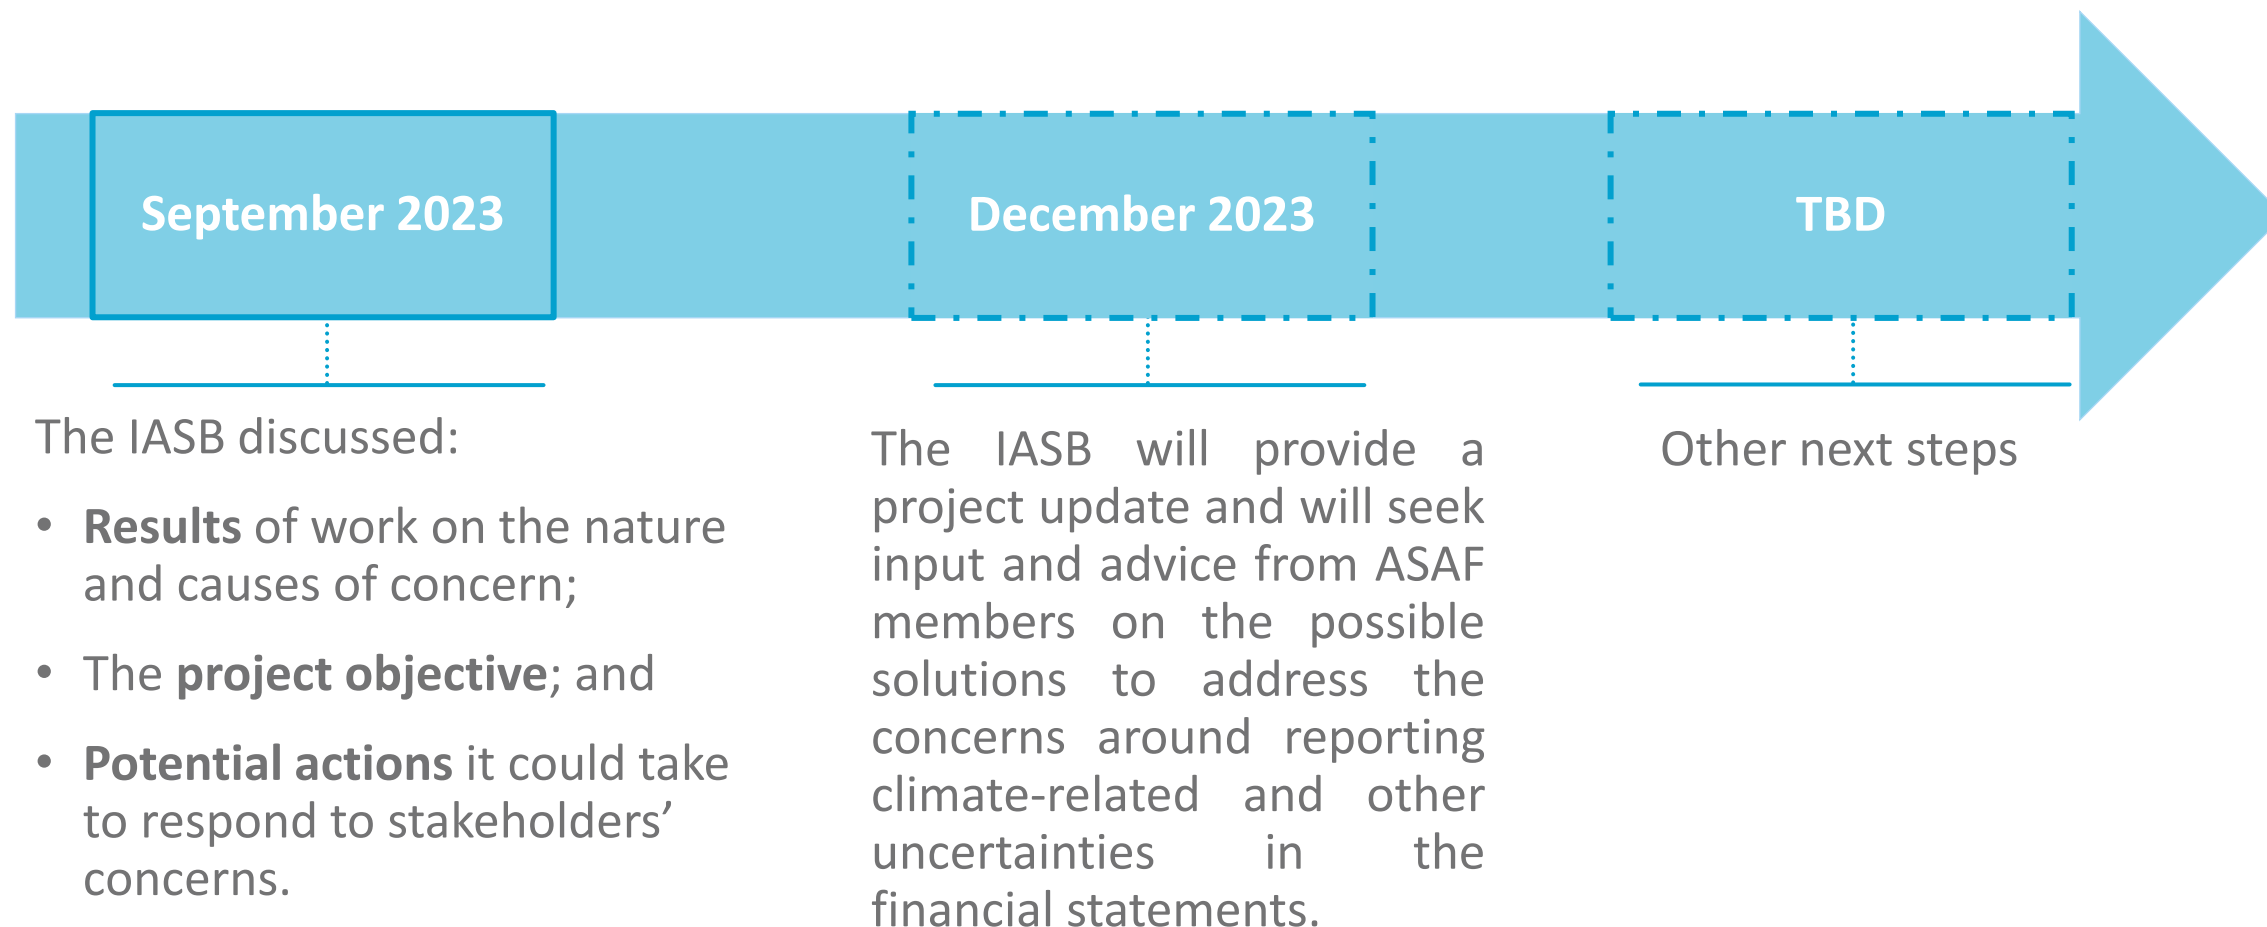 September 2023
December 2023
TBD
The IASB discussed:
• Results of work on the nature
and causes of concern;
• The project objective; and
• Potential actions it could take
to respond to stakeholders’
concerns.
The IASB will provide a
project update and will seek
input and advice from ASAF
members on the possible
solutions to address the
concerns around reporting
climate-related and other
uncertainties in the
financial statements.
Other next steps